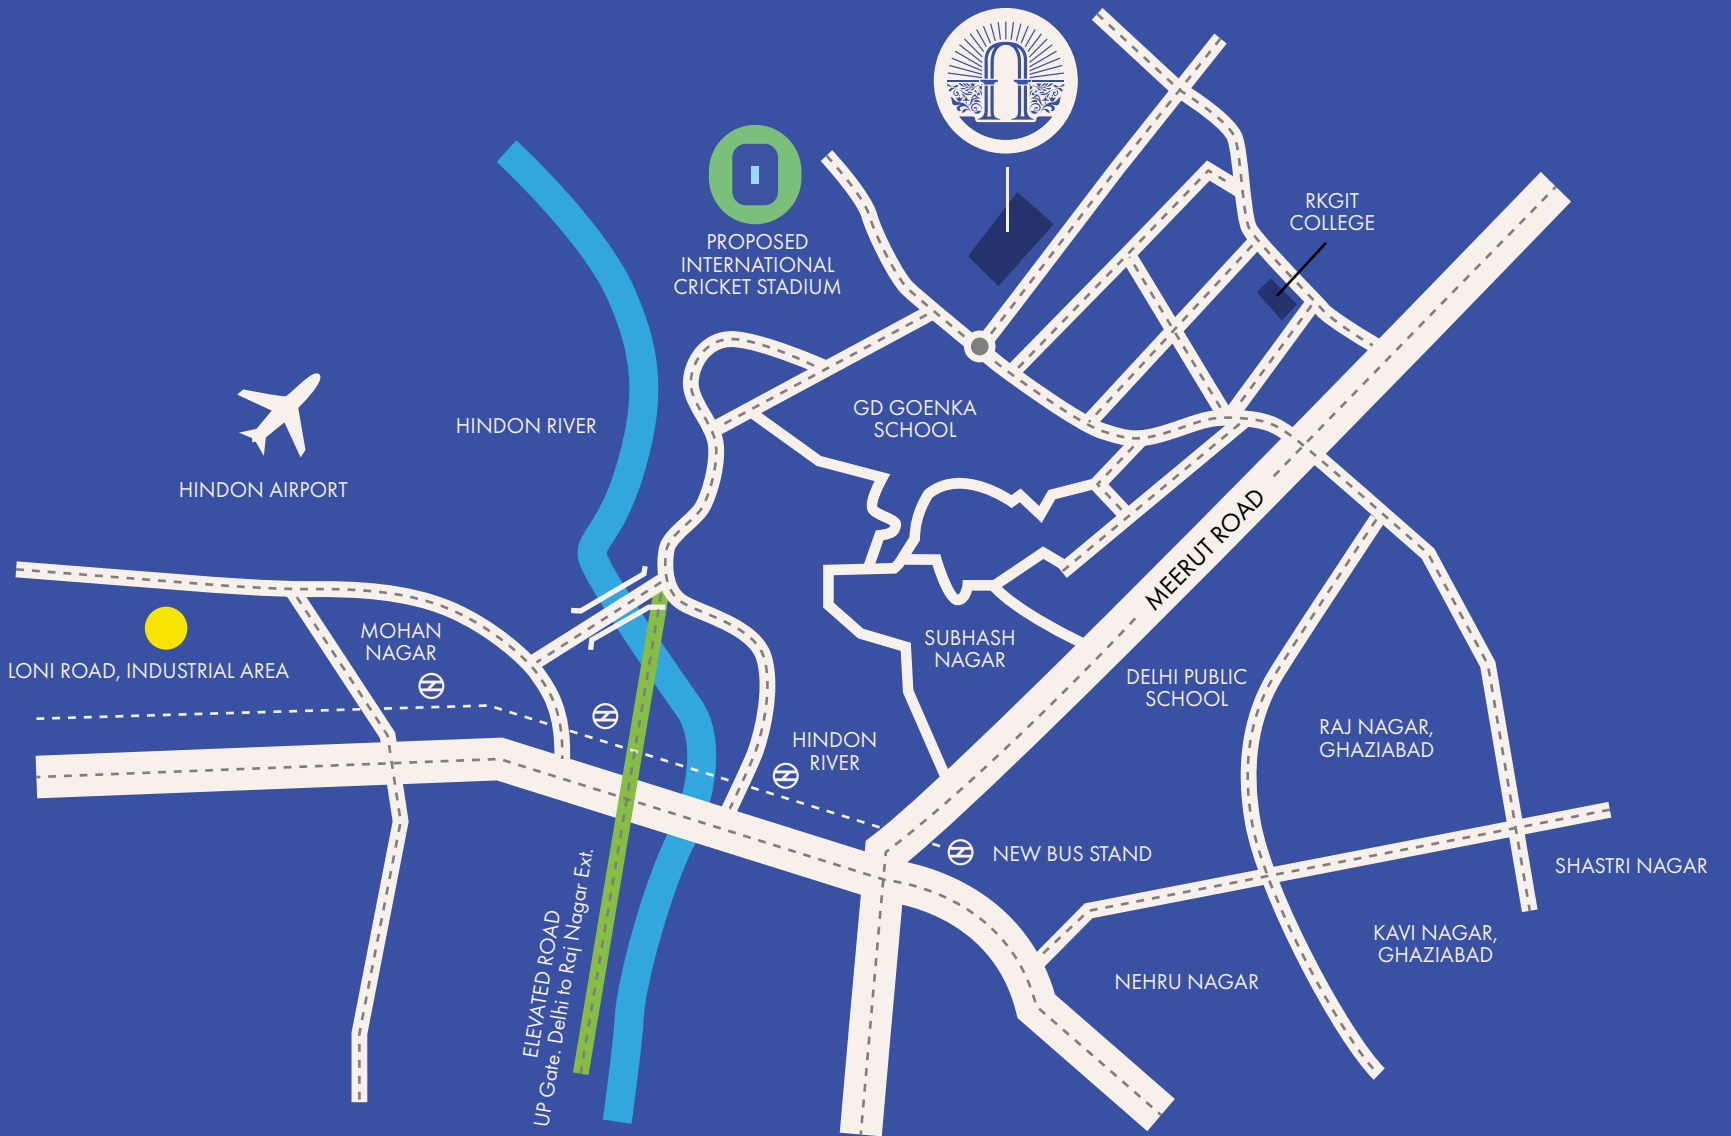 RKGIT
COLLEGE
PROPOSED
INTERNATIONAL
CRICKET STADIUM
HINDON RIVER
GD GOENKA
SCHOOL
HINDON AIRPORT
MEERUT ROAD
MOHAN
NAGAR
LONI ROAD, INDUSTRIAL AREA
SUBHASH
NAGAR
DELHI PUBLIC
SCHOOL
RAJ NAGAR,
GHAZIABAD
HINDON
RIVER
NEW BUS STAND
SHASTRI NAGAR
KAVI NAGAR,
GHAZIABAD
NEHRU NAGAR
ELEVATED ROAD
UP Gate. Delhi to Raj Nagar Ext.